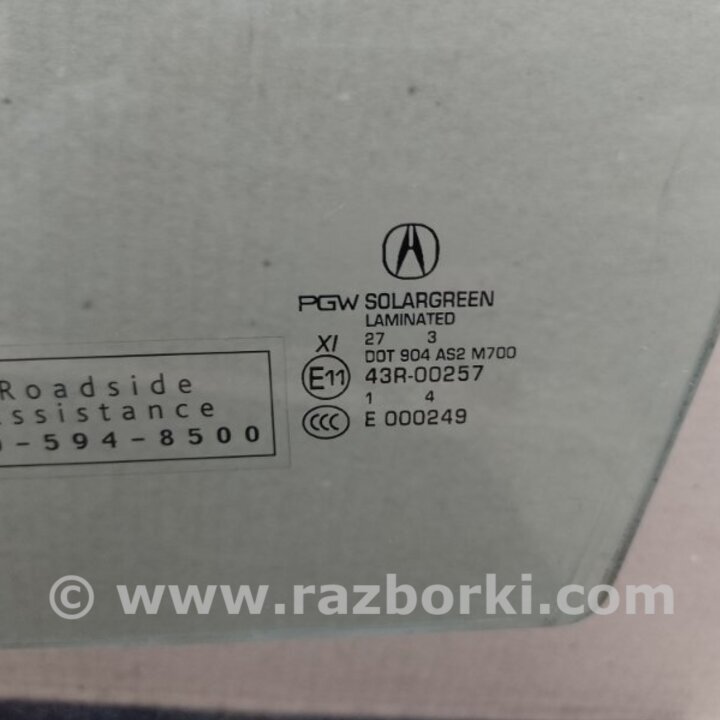 PGW SOLARGREEN
LAMINATED
XI 27 3
DOT 904 AS2 M700
E11 43R-00257
1 4
CCC E 000249
Roadside
ssistance
-594-8500
© www.razborki.com